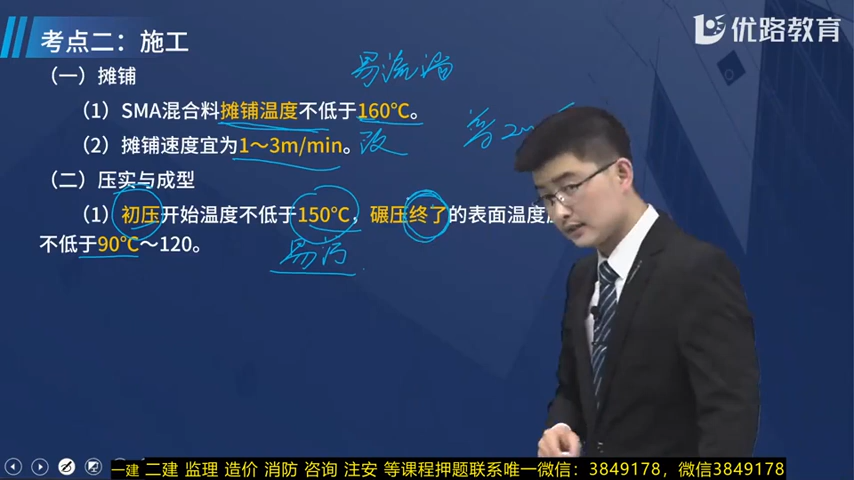 考点二：施工
优路教育
（一）摊铺
易流淌
（1）SMA混合料摊铺温度不低于160℃。
（2）摊铺速度宜为1～3m/min。改
普2
（二）压实与成型
（1）初压开始温度不低于150℃，碾压终了的表面温度
不低于90℃～120。
一建 二建 监理 造价 消防 咨询 注安 等课程押题联系唯一微信：3849178，微信3849178